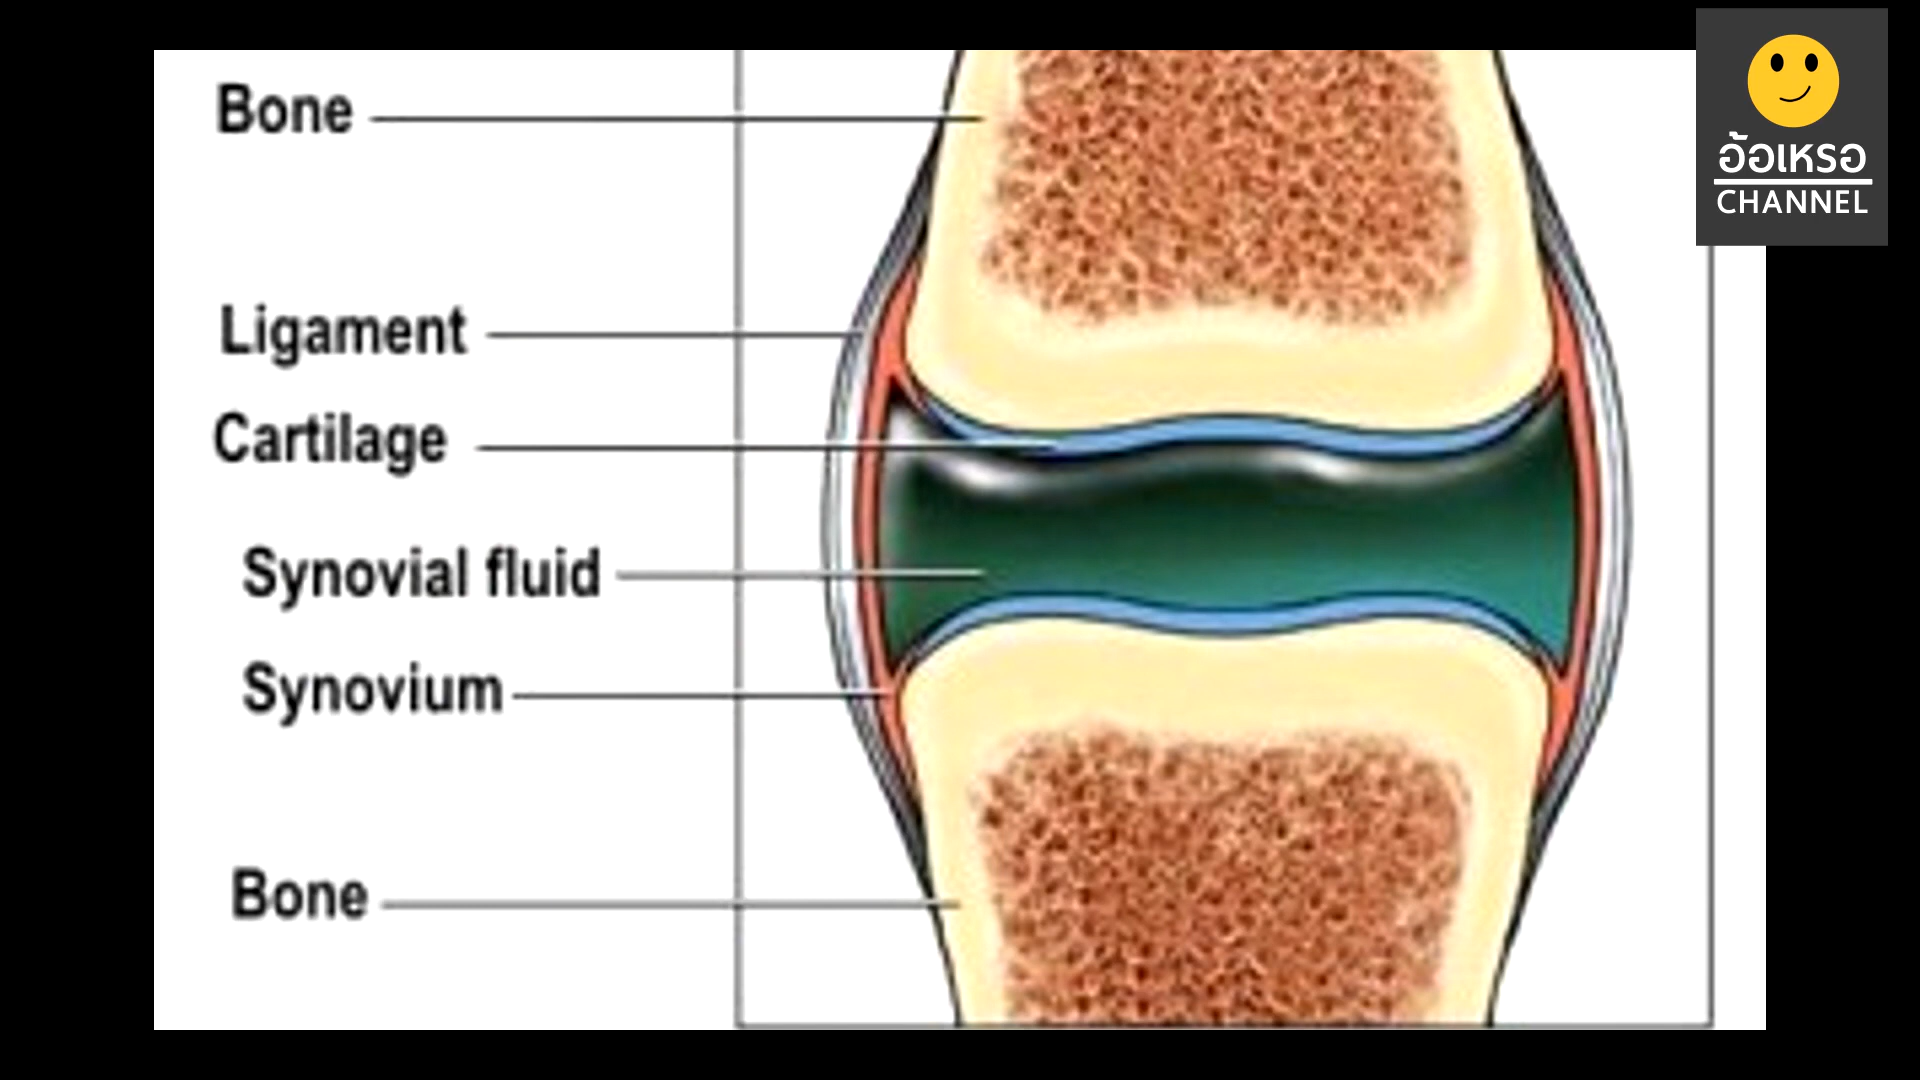 Bone
Ligament
Cartilage
Synovial fluid
Synovium
Bone
อ้อเหรอ
CHANNEL